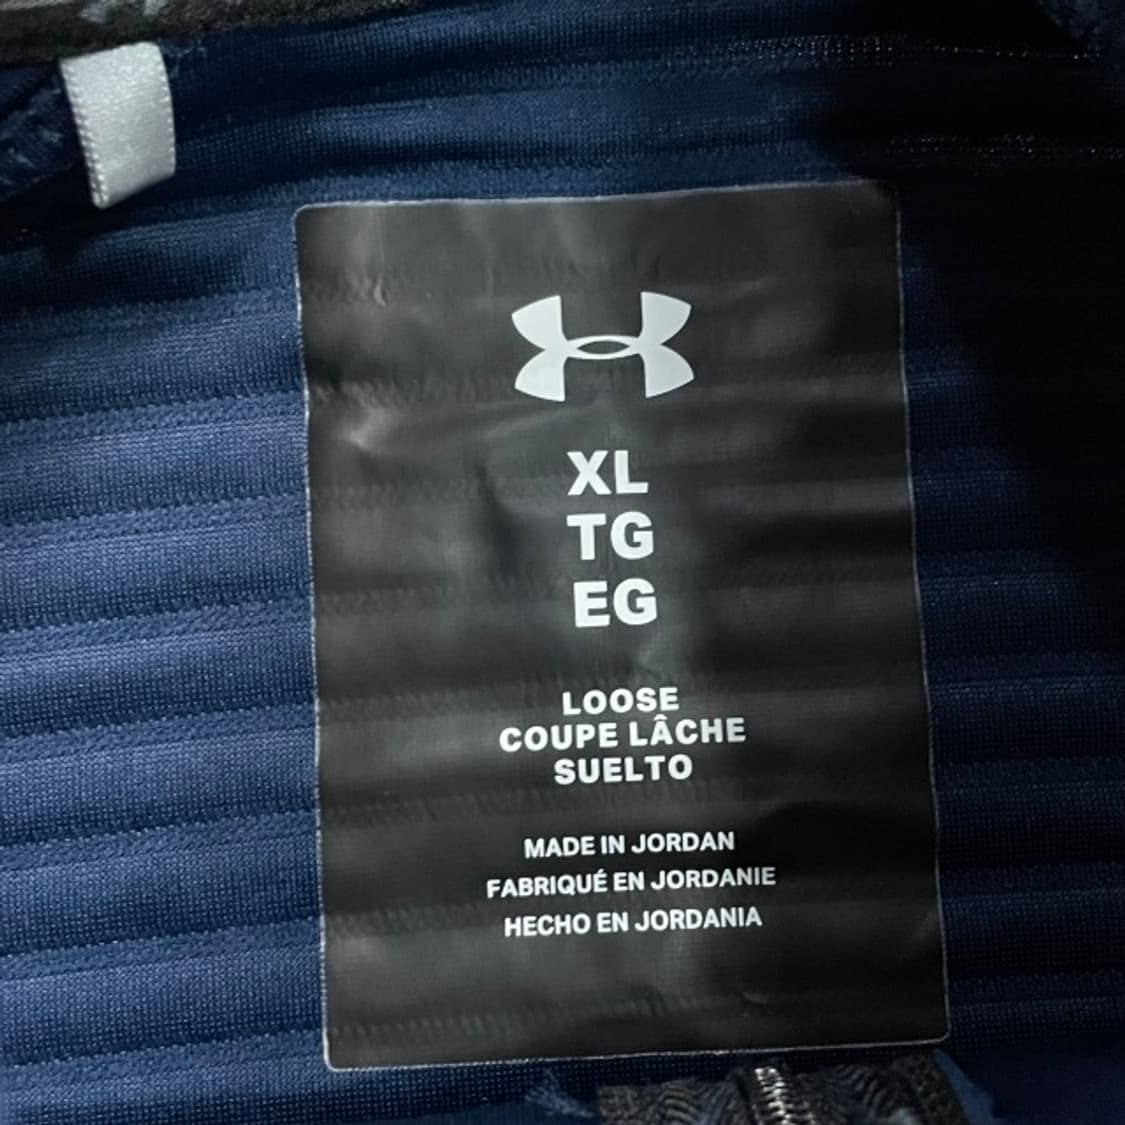 XL
TG
EG
LOOSE
COUPE LÂCHE
SUELTO
MADE IN JORDAN
FABRIQUÉ EN JORDANIE
HECHO EN JORDANIA